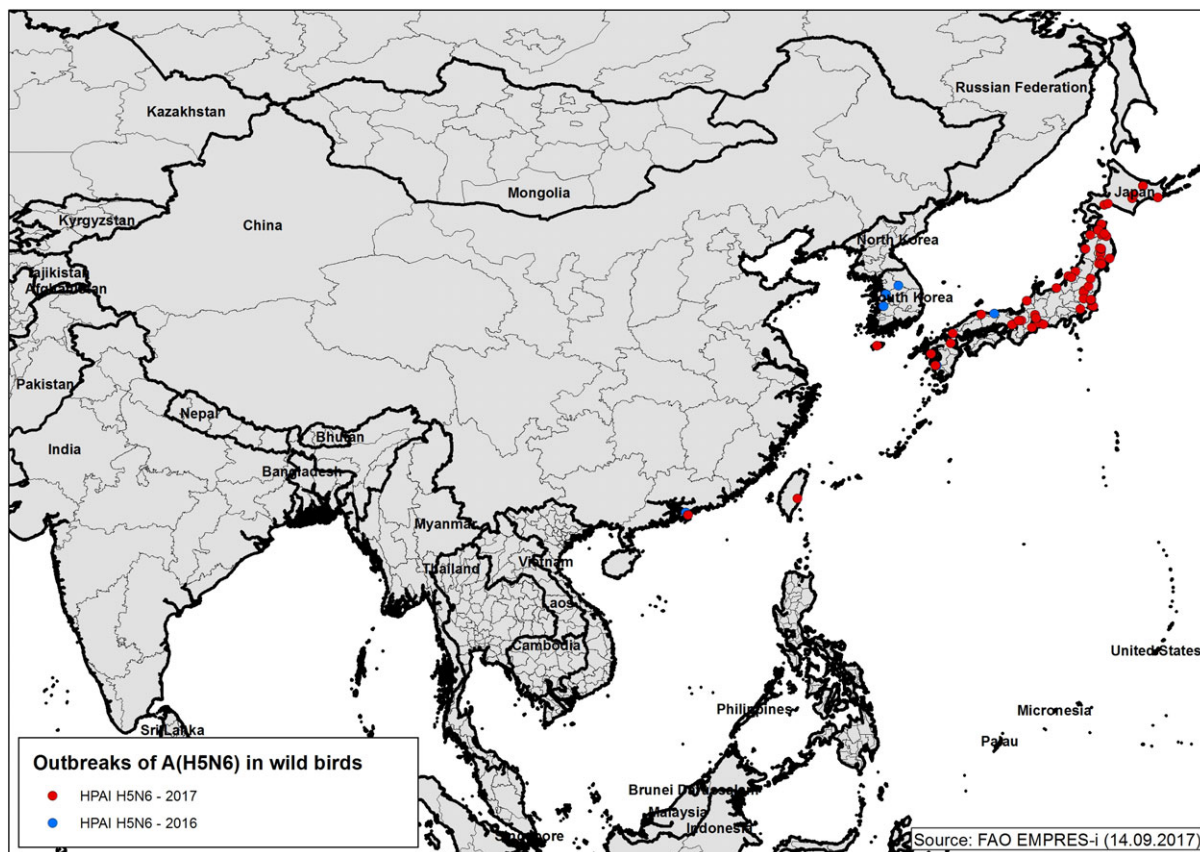 Russian Federation
Kazakhstan
Mongolia
Japan
Kyrgyzstan
China
North Korea
Tajikistan
Afghanistan
South Korea
Pakistan
Nepal
Bhutan
India
Bangladesh
Myanmar
Vietnam
Thailand
Laos
Cambodia
United States
Philippines
Micronesia
Sri Lanka
Palau
Outbreaks of A(H5N6) in wild birds
HPAI H5N6 - 2017
HPAI H5N6 - 2016
Brunei Darussalam
Malaysia
Indonesia
Singapore
Source: FAO EMPRES-i (14.09.2017)